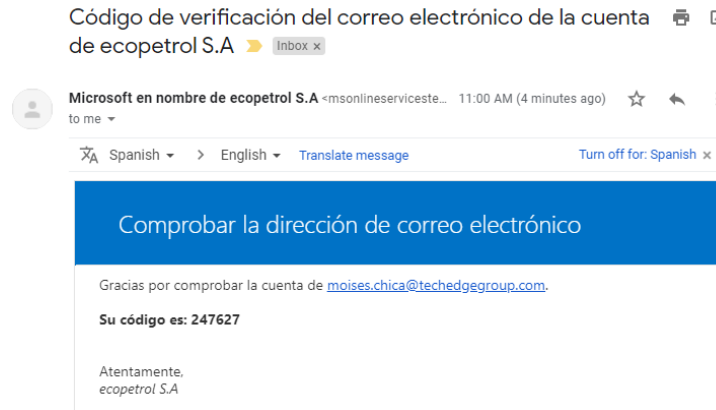 Código de verificación del correo electrónico de la cuenta
de ecopetrol S.A Inbox x
Microsoft en nombre de ecopetrol S.A <msonlineserviceste... 11:00 AM (4 minutes ago)
to me
Spanish > English Translate message Turn off for: Spanish x
Comprobar la dirección de correo electrónico
Gracias por comprobar la cuenta de moises.chica@techedgegroup.com.
Su código es: 247627
Atentamente,
ecopetrol S.A